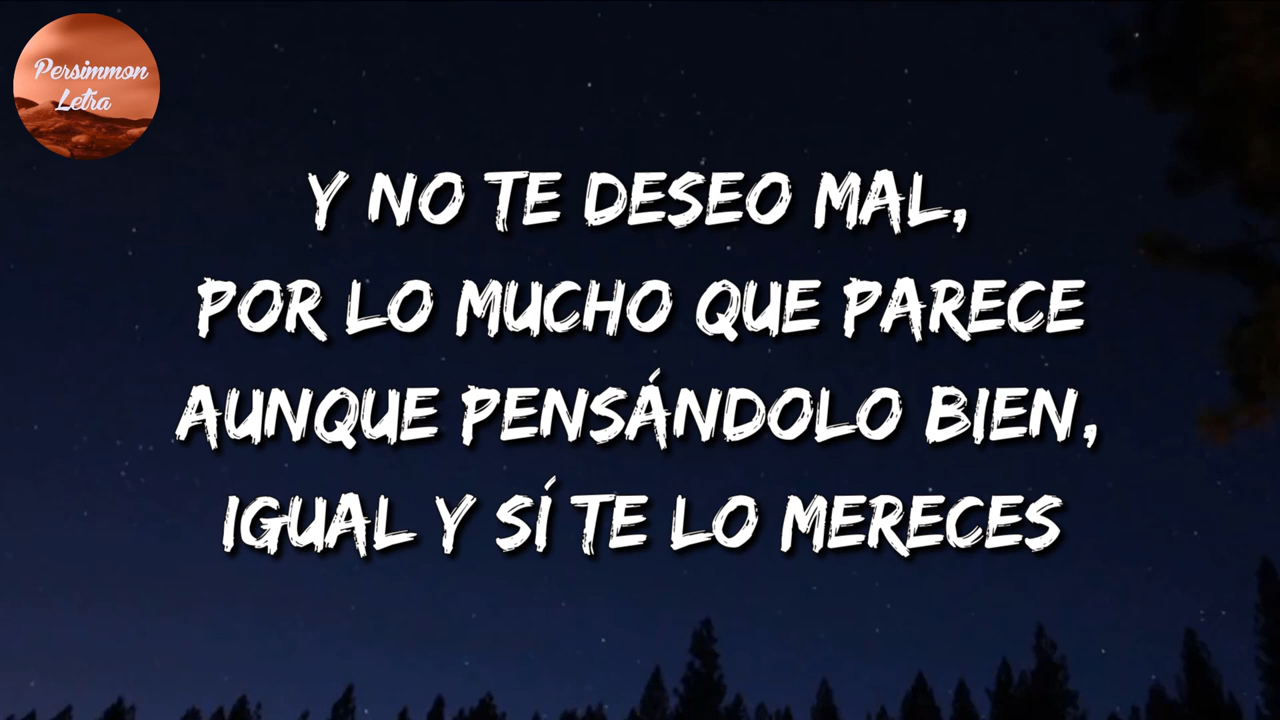 Persimmon
Letra
Y NO TE DESEO MAL,
POR LO MUCHO QUE PARECE
AUNQUE PENSÁNDOLO BIEN,
IGUAL Y SÍ TE LO MERECES